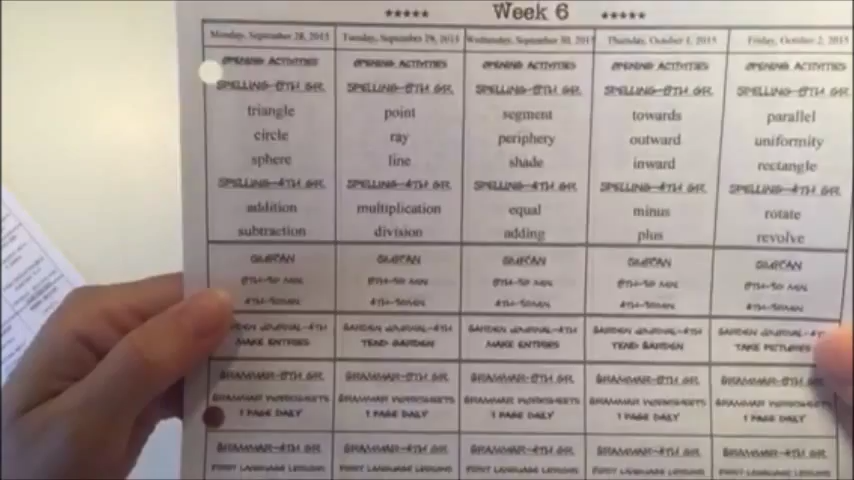 ***** Week 6 *****
Monday, September 28, 2015 Tuesday, September 29, 2015 Wednesday, September 30, 2015 Thursday, October 1, 2015 Friday, October 2, 2015
OPENING ACTIVITIES OPENING ACTIVITIES OPENING ACTIVITIES OPENING ACTIVITIES OPENING ACTIVITIES
SPELLING-8TH GR. SPELLING-8TH GR. SPELLING-8TH GR. SPELLING-8TH GR. SPELLING-8TH GR.
triangle point segment towards parallel
circle ray periphery outward uniformity
sphere line shade inward rectangle
SPELLING-4TH GR. SPELLING-4TH GR. SPELLING-4TH GR. SPELLING-4TH GR. SPELLING-4TH GR.
addition multiplication equal minus rotate
subtraction division adding plus revolve
8TH-30 MIN. 8TH-30 MIN. 8TH-30 MIN. 8TH-30 MIN. 8TH-30 MIN.
4TH-30MIN. 4TH-30MIN. 4TH-30MIN. 4TH-30MIN. 4TH-30MIN.
JOURNAL-4TH GARDEN JOURNAL-4TH GARDEN JOURNAL-4TH GARDEN JOURNAL-4TH GARDEN JOURNAL-4T
MAKE ENTRIES TEND GARDEN MAKE ENTRIES TEND GARDEN TAKE PICTURES
GRAMMAR-8TH GR. GRAMMAR-8TH GR. GRAMMAR-8TH GR. GRAMMAR-8TH GR. GRAMMAR-8TH GR.
GRAMMAR WORKSHEETS GRAMMAR WORKSHEETS GRAMMAR WORKSHEETS GRAMMAR WORKSHEETS GRAMMAR WORKSHEETS
1 PAGE DAILY 1 PAGE DAILY 1 PAGE DAILY 1 PAGE DAILY 1 PAGE DAILY
GRAMMAR-4TH GR. GRAMMAR-4TH GR. GRAMMAR-4TH GR. GRAMMAR-4TH GR. GRAMMAR-4TH GR.
FIRST LANGUAGE LESSONS FIRST LANGUAGE LESSONS FIRST LANGUAGE LESSONS FIRST LANGUAGE LESSONS FIRST LANGUAGE LESSONS